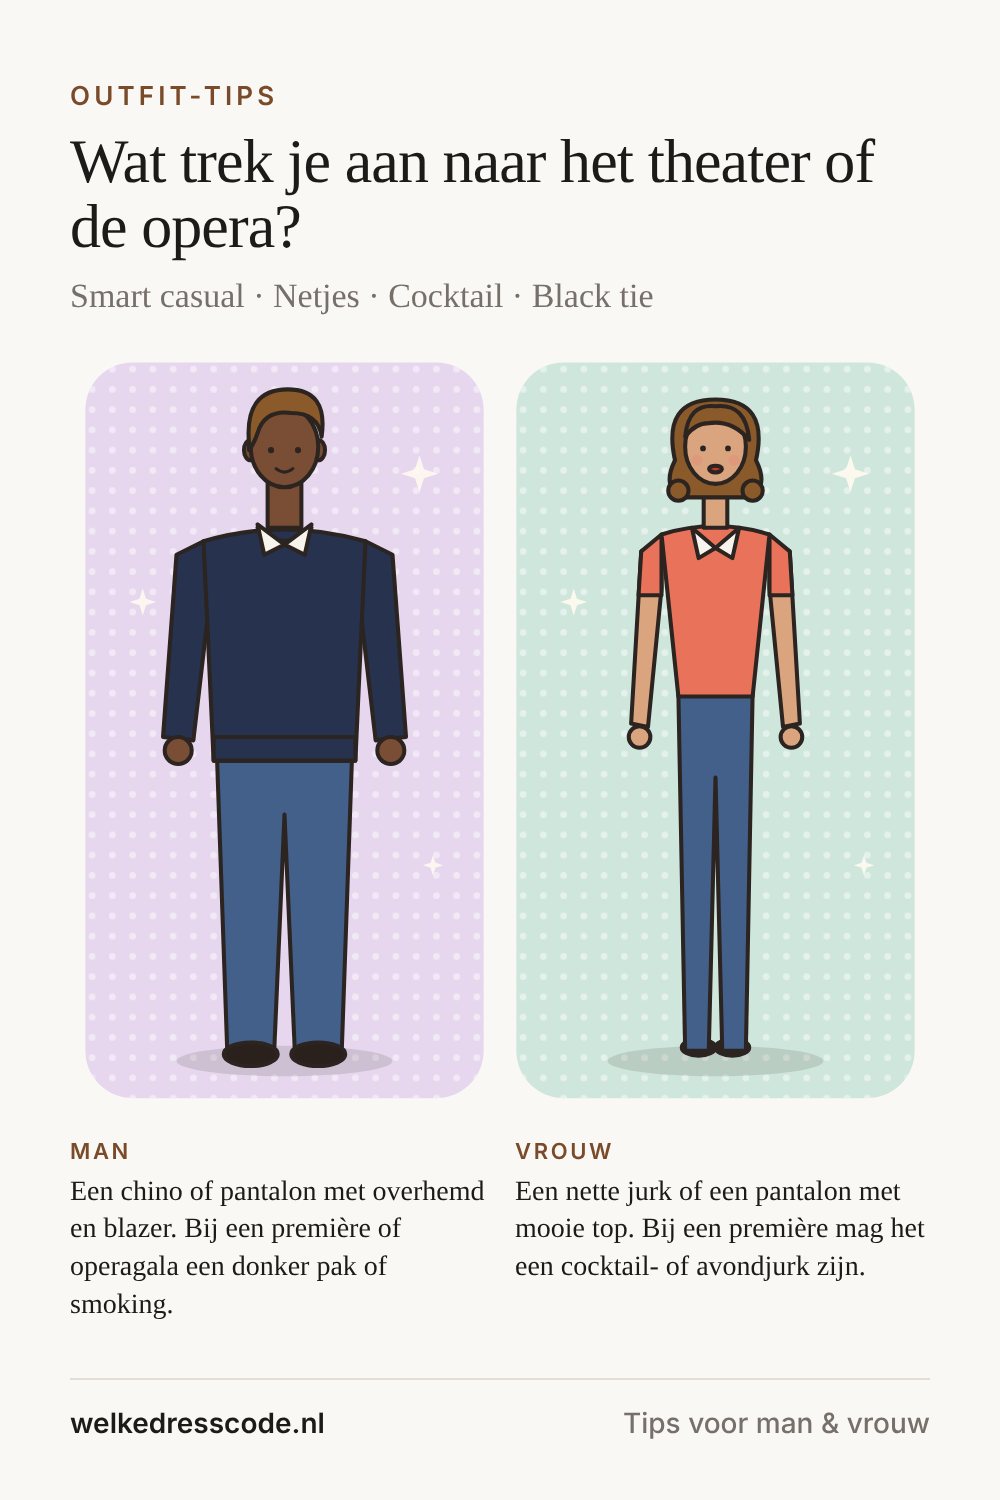 OUTFIT-TIPS
Wat trek je aan naar het theater of
de opera?
Smart casual · Netjes · Cocktail · Black tie
MAN
Een chino of pantalon met overhemd
en blazer. Bij een première of
operagala een donker pak of
smoking.
VROUW
Een nette jurk of een pantalon met
mooie top. Bij een première mag het
een cocktail- of avondjurk zijn.
welkedresscode.nl
Tips voor man & vrouw